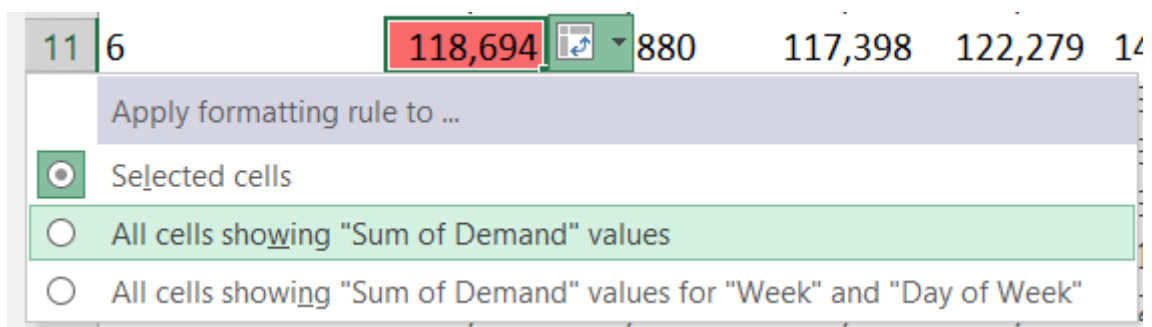 11 6 118,694 880 117,398 122,279 14
Apply formatting rule to ...
Selected cells
All cells showing "Sum of Demand" values
All cells showing "Sum of Demand" values for "Week" and "Day of Week"